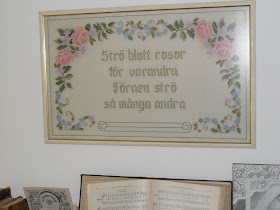 Strö blott rosor
för varandra
Törnen strö
så många andra